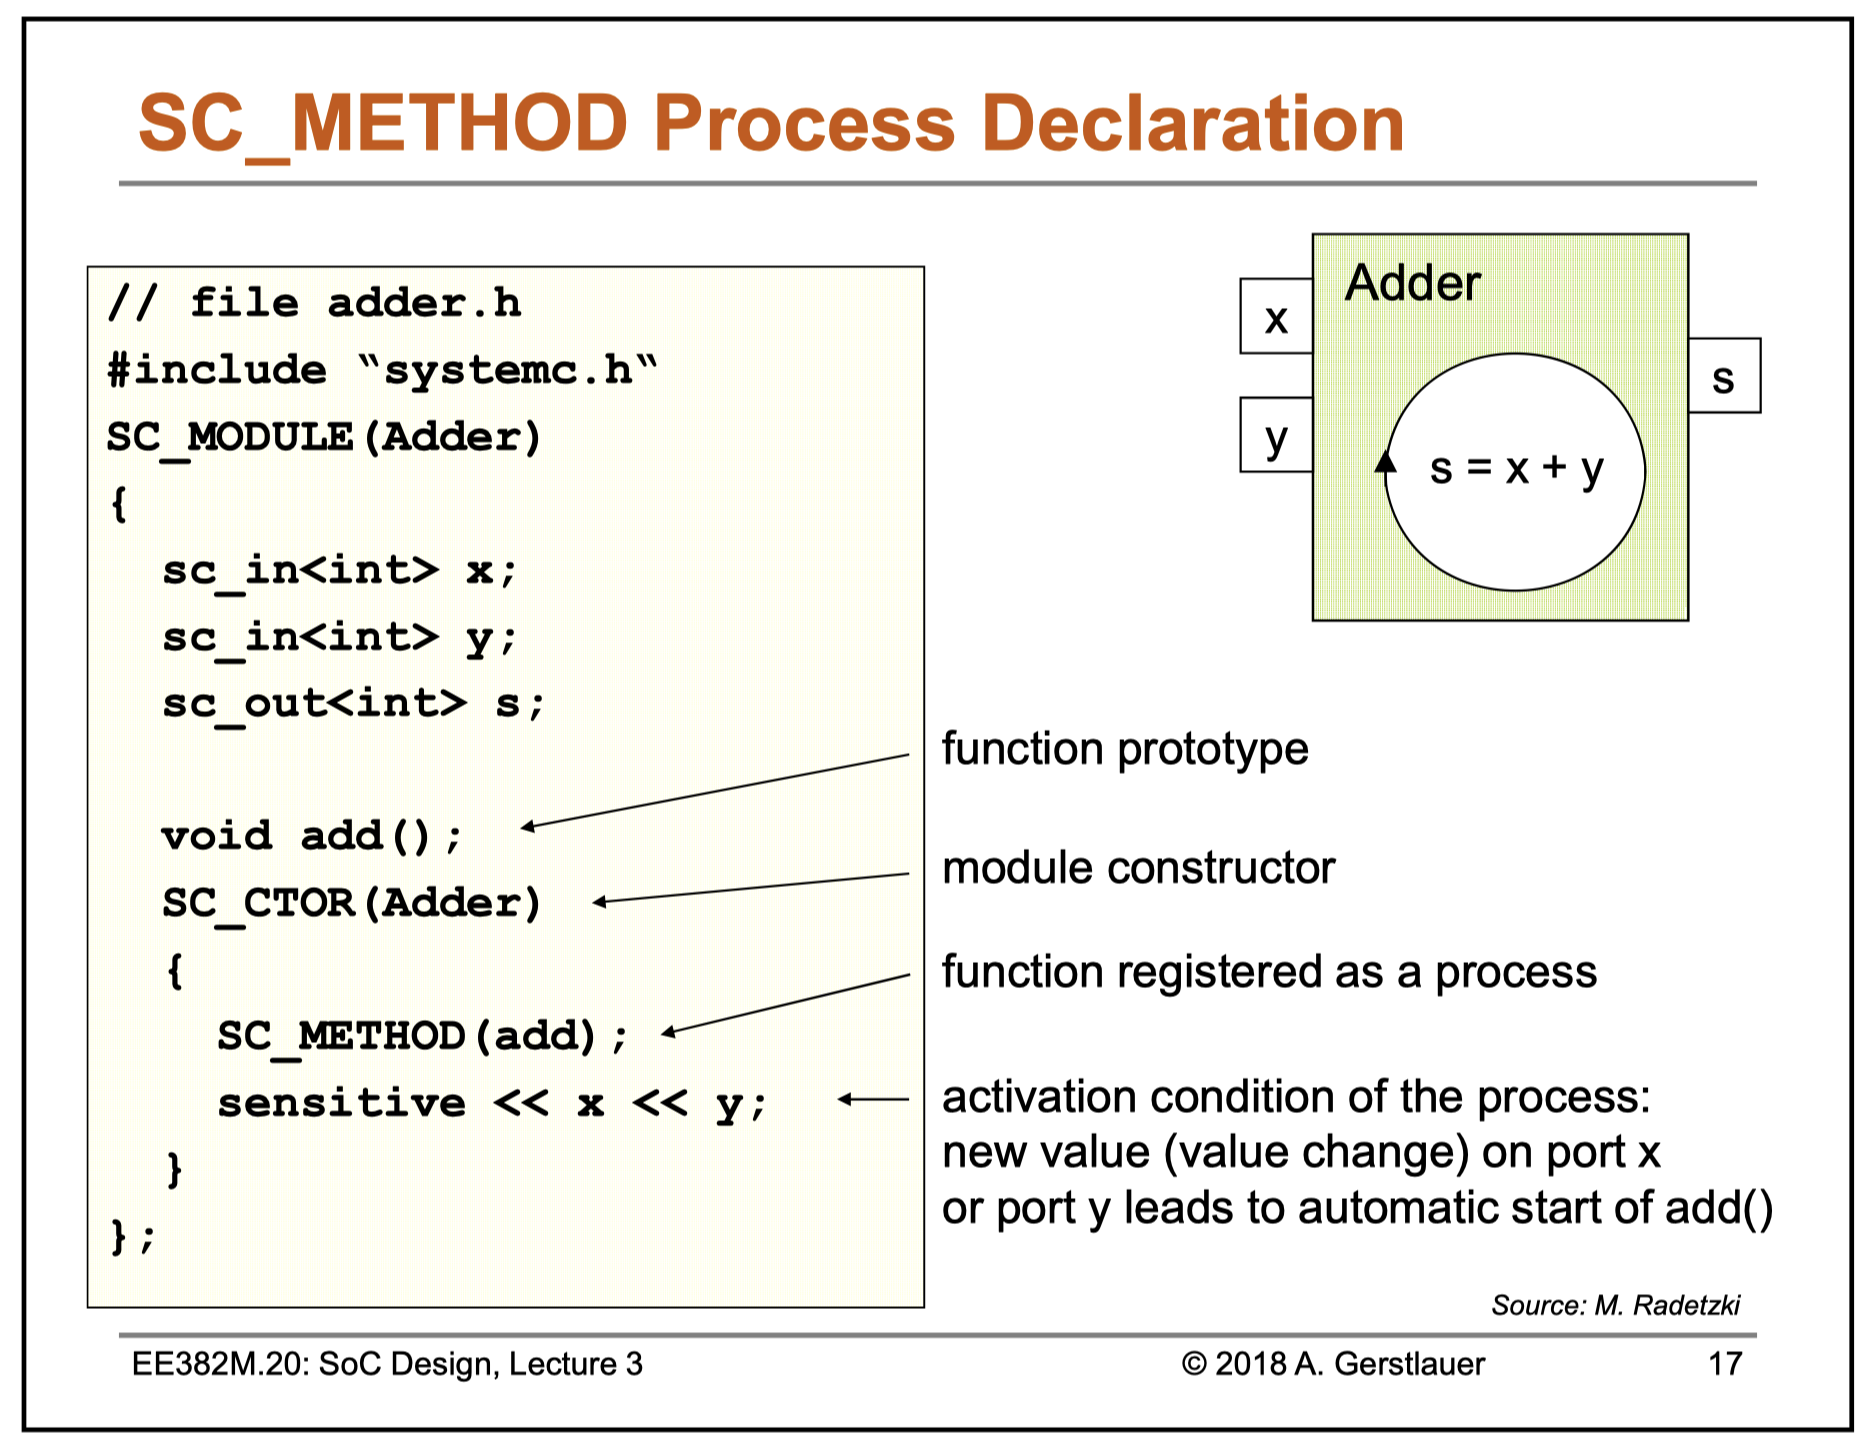 SC_METHOD Process Declaration
// file adder.h
#include “systemc.h“
SC_MODULE(Adder)
{
sc_in<int> x;
sc_in<int> y;
sc_out<int> s;
void add();
SC_CTOR(Adder)
{
SC_METHOD(add);
sensitive << x << y;
}
};
Adder
x
y
s
s = x + y
function prototype
module constructor
function registered as a process
activation condition of the process:
new value (value change) on port x
or port y leads to automatic start of add()
Source: M. Radetzki
EE382M.20: SoC Design, Lecture 3
© 2018 A. Gerstlauer
17